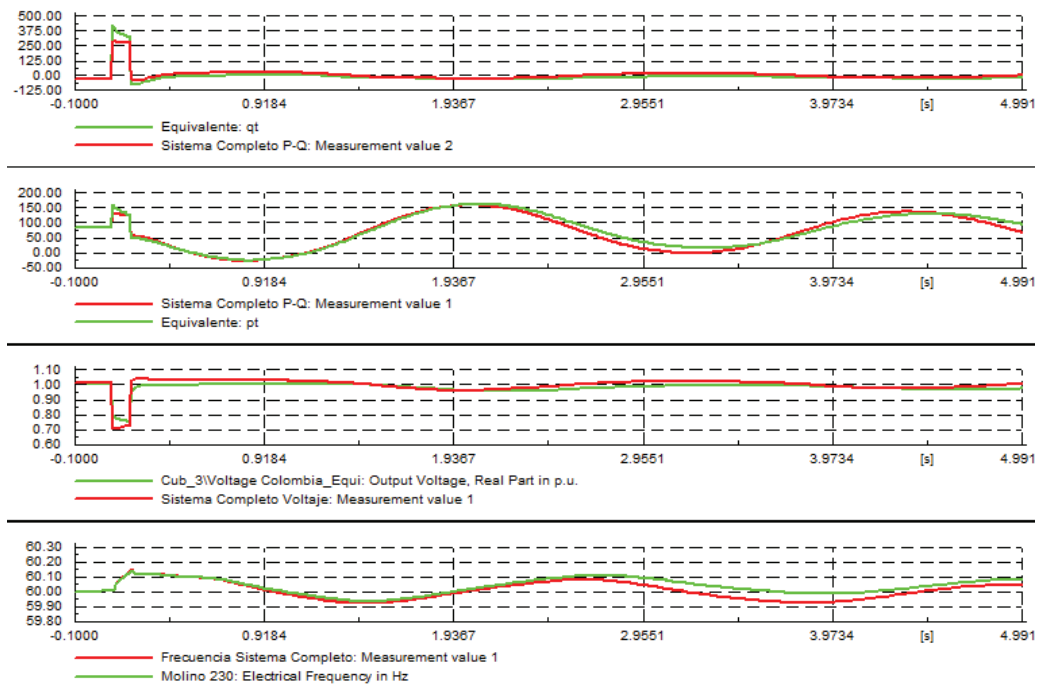 500.00
375.00
250.00
125.00
0.00
-125.00
-0.1000 0.9184 1.9367 2.9551 3.9734 [s] 4.991
Equivalente: qt
Sistema Completo P-Q: Measurement value 2
200.00
150.00
100.00
50.00
0.00
-50.00
-0.1000 0.9184 1.9367 2.9551 3.9734 [s] 4.991
Sistema Completo P-Q: Measurement value 1
Equivalente: pt
1.10
1.00
0.90
0.80
0.70
0.60
-0.1000 0.9184 1.9367 2.9551 3.9734 [s] 4.991
Cub_3\Voltage Colombia_Equi: Output Voltage, Real Part in p.u.
Sistema Completo Voltaje: Measurement value 1
60.30
60.20
60.10
60.00
59.90
59.80
-0.1000 0.9184 1.9367 2.9551 3.9734 [s] 4.991
Frecuencia Sistema Completo: Measurement value 1
Molino 230: Electrical Frequency in Hz